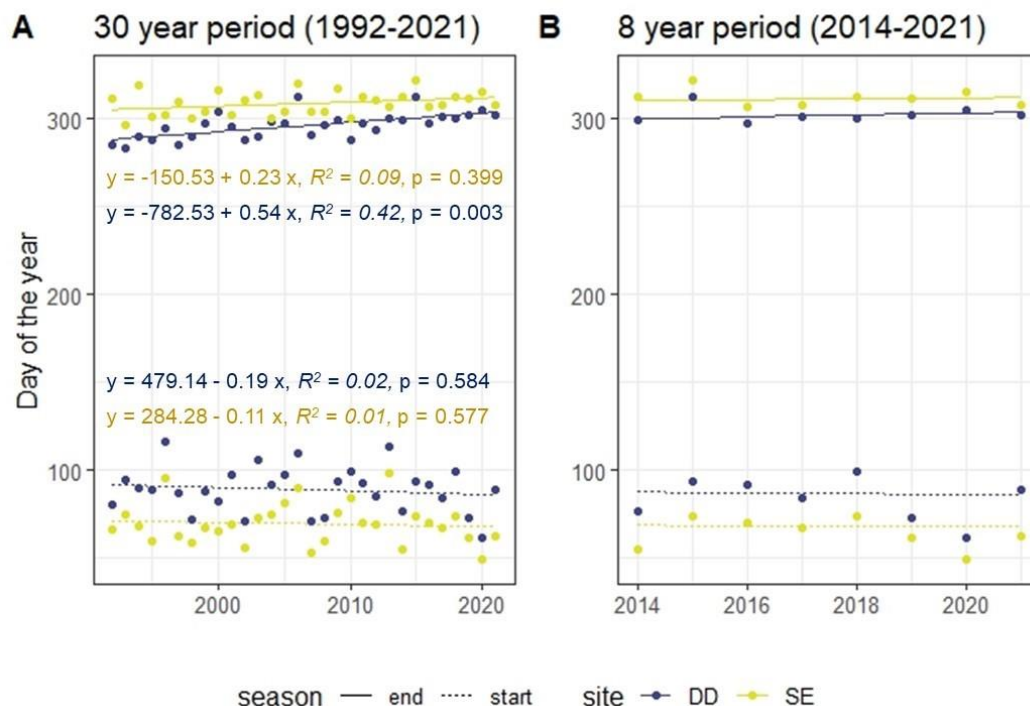 A 30 year period (1992-2021)
B 8 year period (2014-2021)
Day of the year
300
200
100
y = -150.53 + 0.23 x, R² = 0.09, p = 0.399
y = -782.53 + 0.54 x, R² = 0.42, p = 0.003
y = 479.14 - 0.19 x, R² = 0.02, p = 0.584
y = 284.28 - 0.11 x, R² = 0.01, p = 0.577
2000 2010 2020
300
200
100
2014 2016 2018 2020
season end start site DD SE